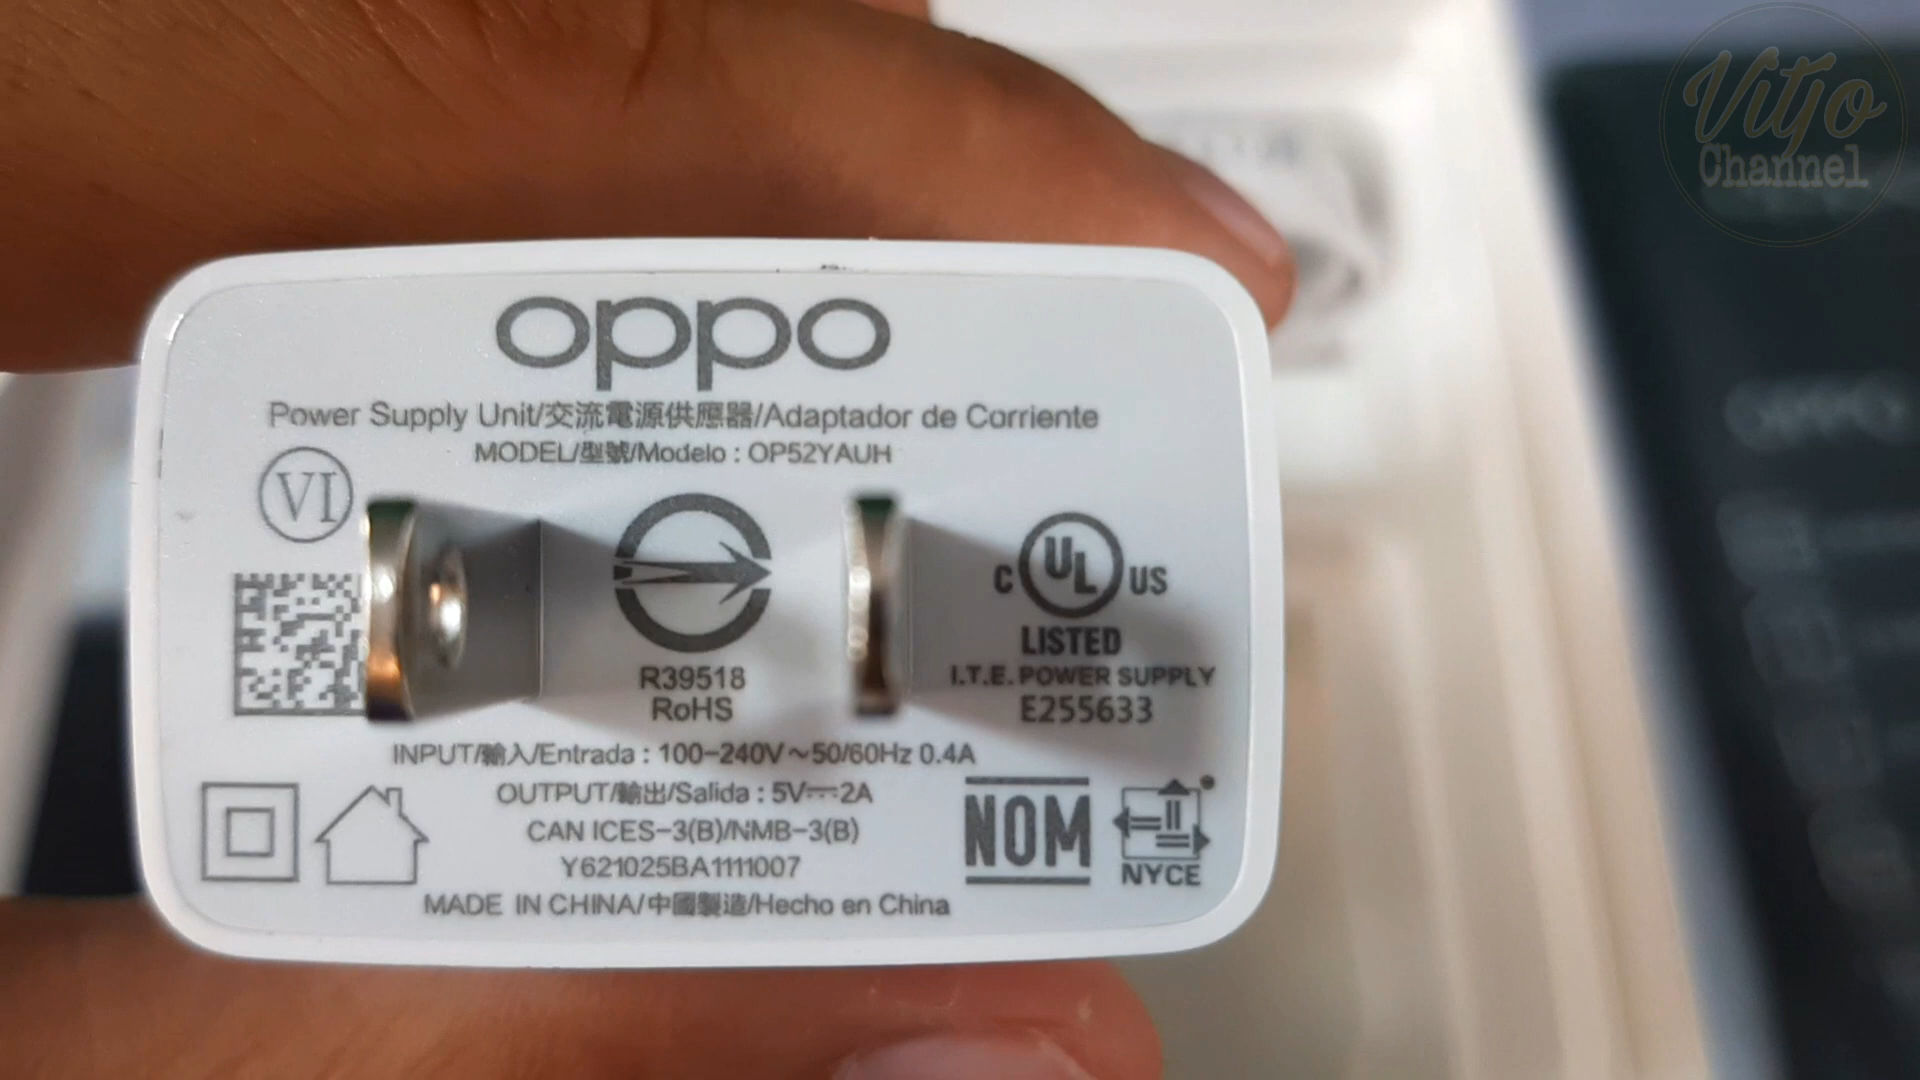 Vitjo
Channel
oppo
Power Supply Unit/交流電源供應器/Adaptador de Corriente
MODEL/型號/Modelo : OP52YAUH
VI
C UL US
LISTED
I.T.E. POWER SUPPLY
E255633
R39518
RoHS
INPUT/輸入/Entrada : 100-240V~50/60Hz 0.4A
OUTPUT/輸出/Salida : 5V⎓2A
CAN ICES-3(B)/NMB-3(B)
Y621025BA1111007
MADE IN CHINA/中國製造/Hecho en China
NOM
NYCE
OPPO